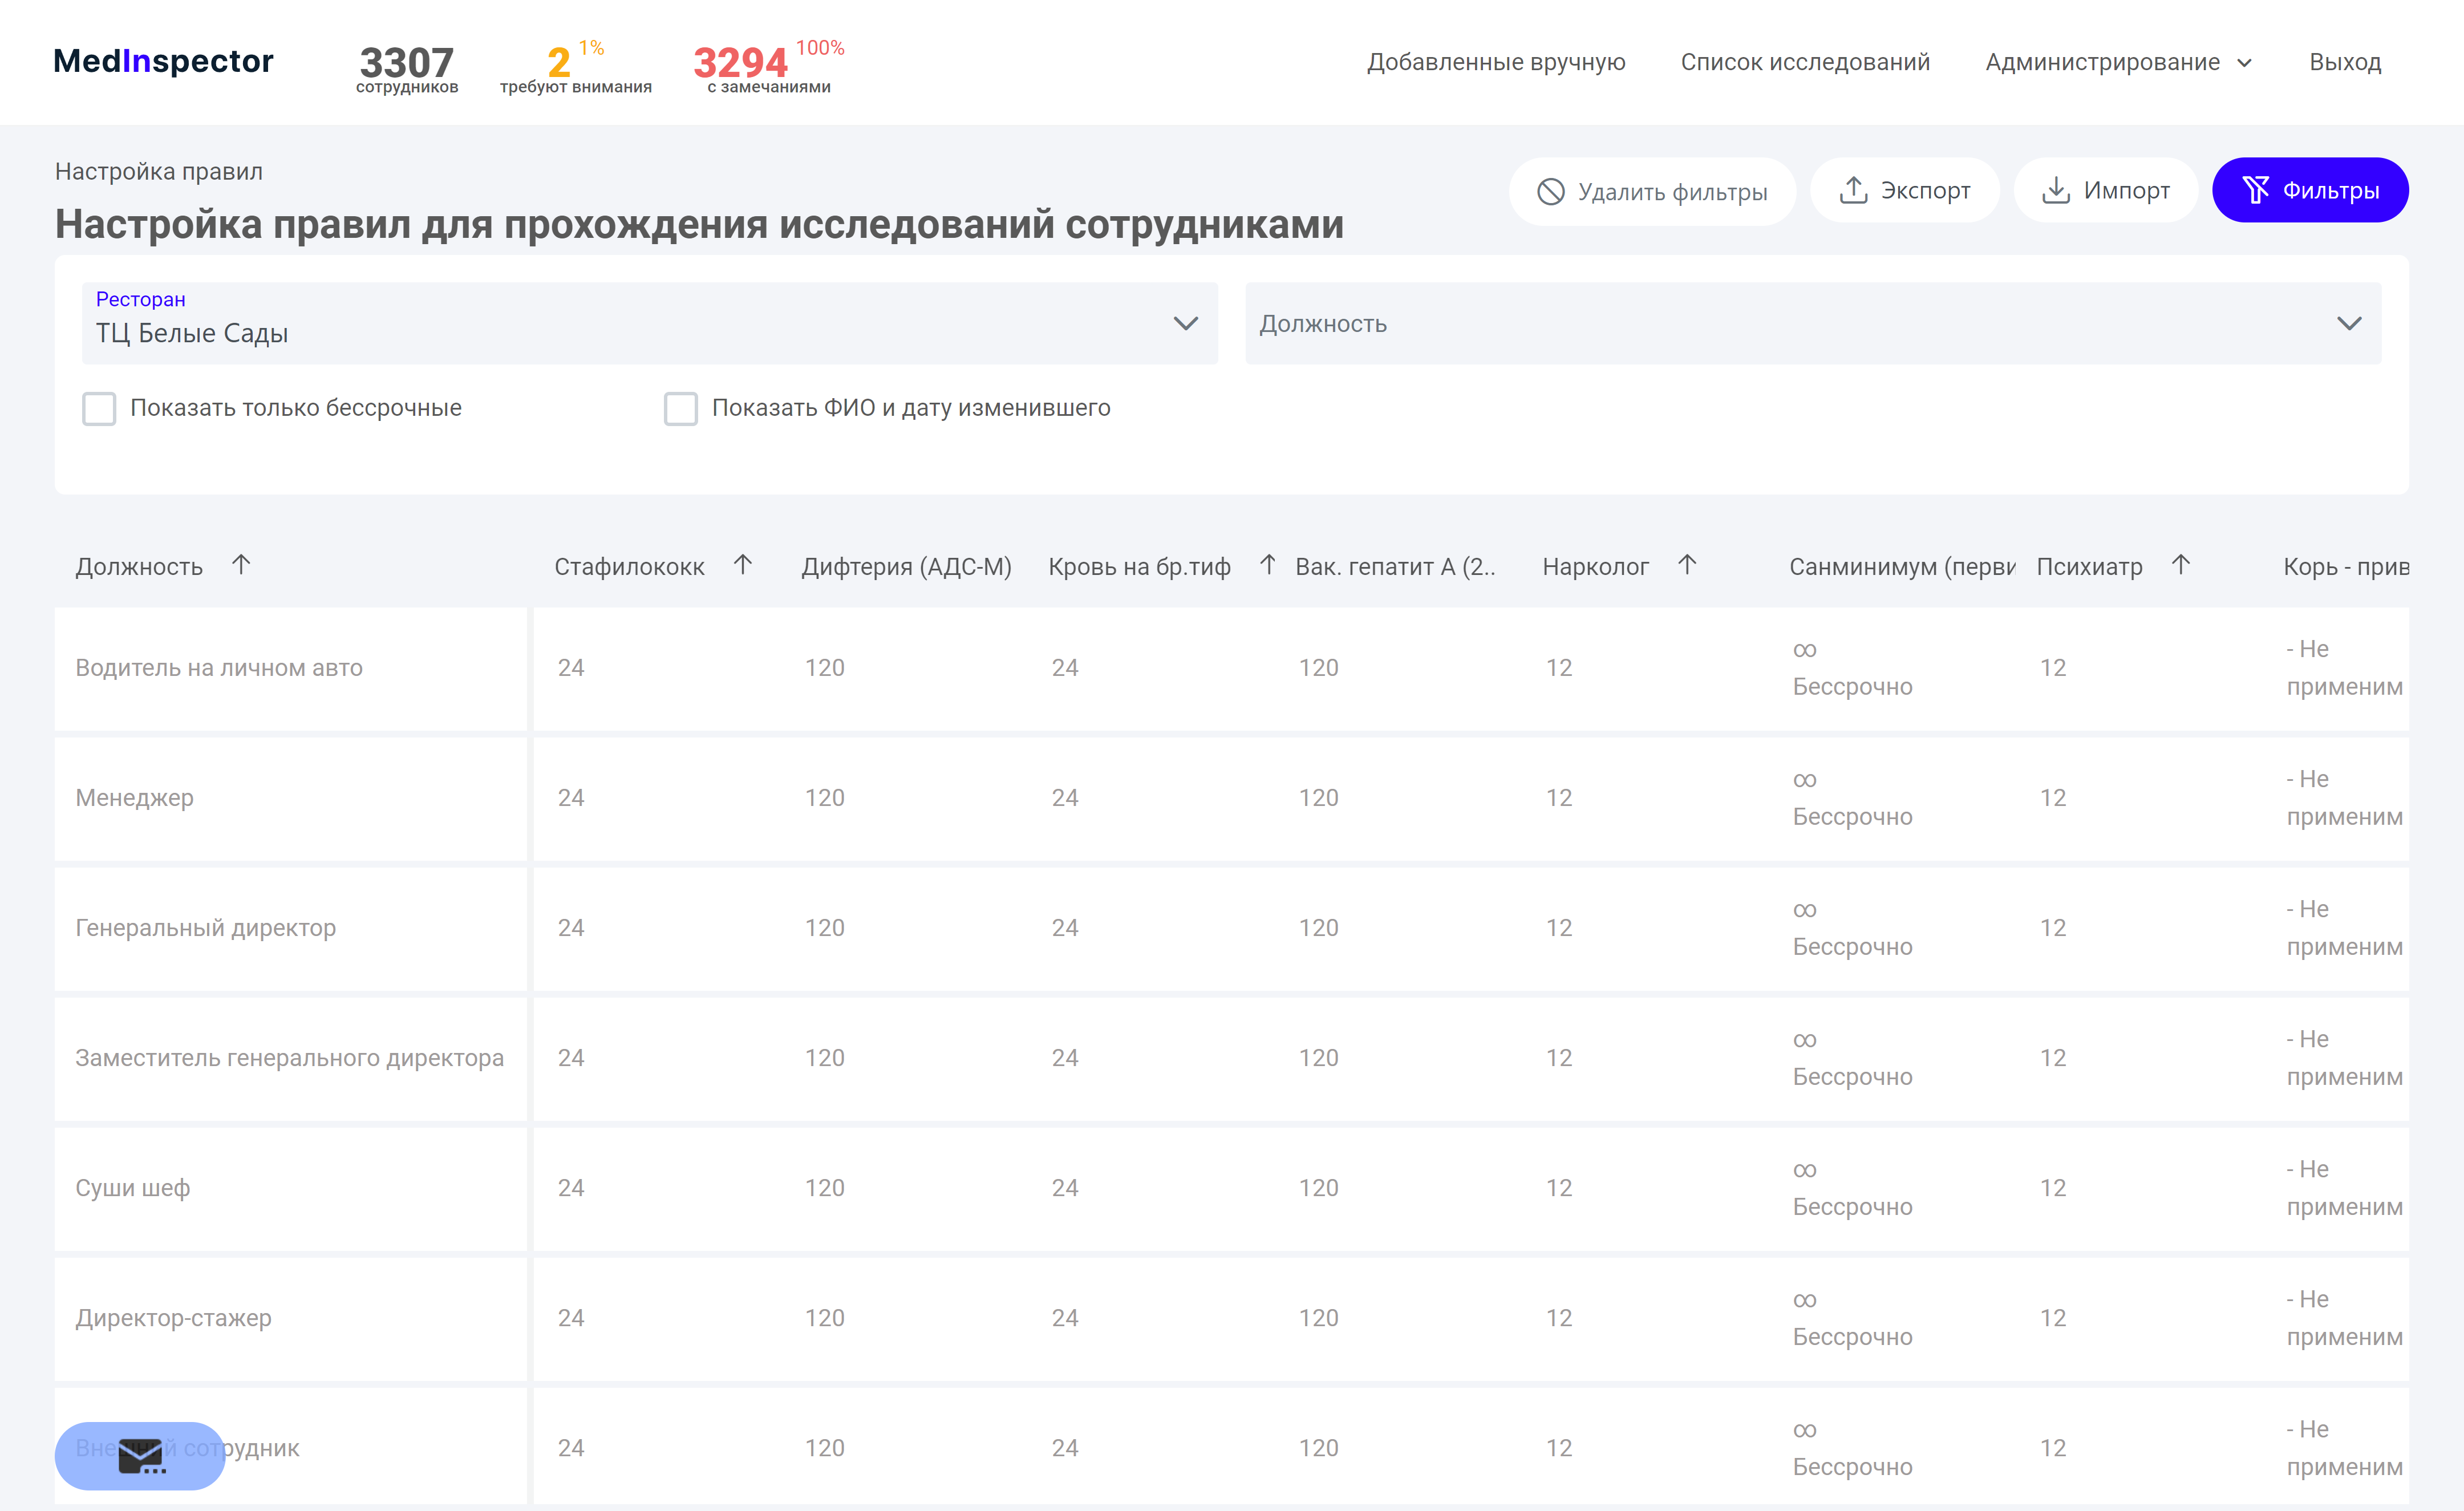 MedInspector
3307
сотрудников
2 1%
требуют внимания
3294 100%
с замечаниями
Добавленные вручную
Список исследований
Администрирование
Выход
Настройка правил
Настройка правил для прохождения исследований сотрудниками
Удалить фильтры
Экспорт
Импорт
Фильтры
Ресторан
ТЦ Белые Сады
Должность
Показать только бессрочные
Показать ФИО и дату изменившего
Должность ↑ Стафилококк ↑ Дифтерия (АДС-М) Кровь на бр.тиф ↑ Вак. гепатит А (2.. Нарколог ↑ Санминимум (перви Психиатр ↑ Корь - прив
Водитель на личном авто 24 120 24 120 12 ∞ Бессрочно 12 - Не применим
Менеджер 24 120 24 120 12 ∞ Бессрочно 12 - Не применим
Генеральный директор 24 120 24 120 12 ∞ Бессрочно 12 - Не применим
Заместитель генерального директора 24 120 24 120 12 ∞ Бессрочно 12 - Не применим
Суши шеф 24 120 24 120 12 ∞ Бессрочно 12 - Не применим
Директор-стажер 24 120 24 120 12 ∞ Бессрочно 12 - Не применим
сотрудник 24 120 24 120 12 ∞ Бессрочно 12 - Не применим